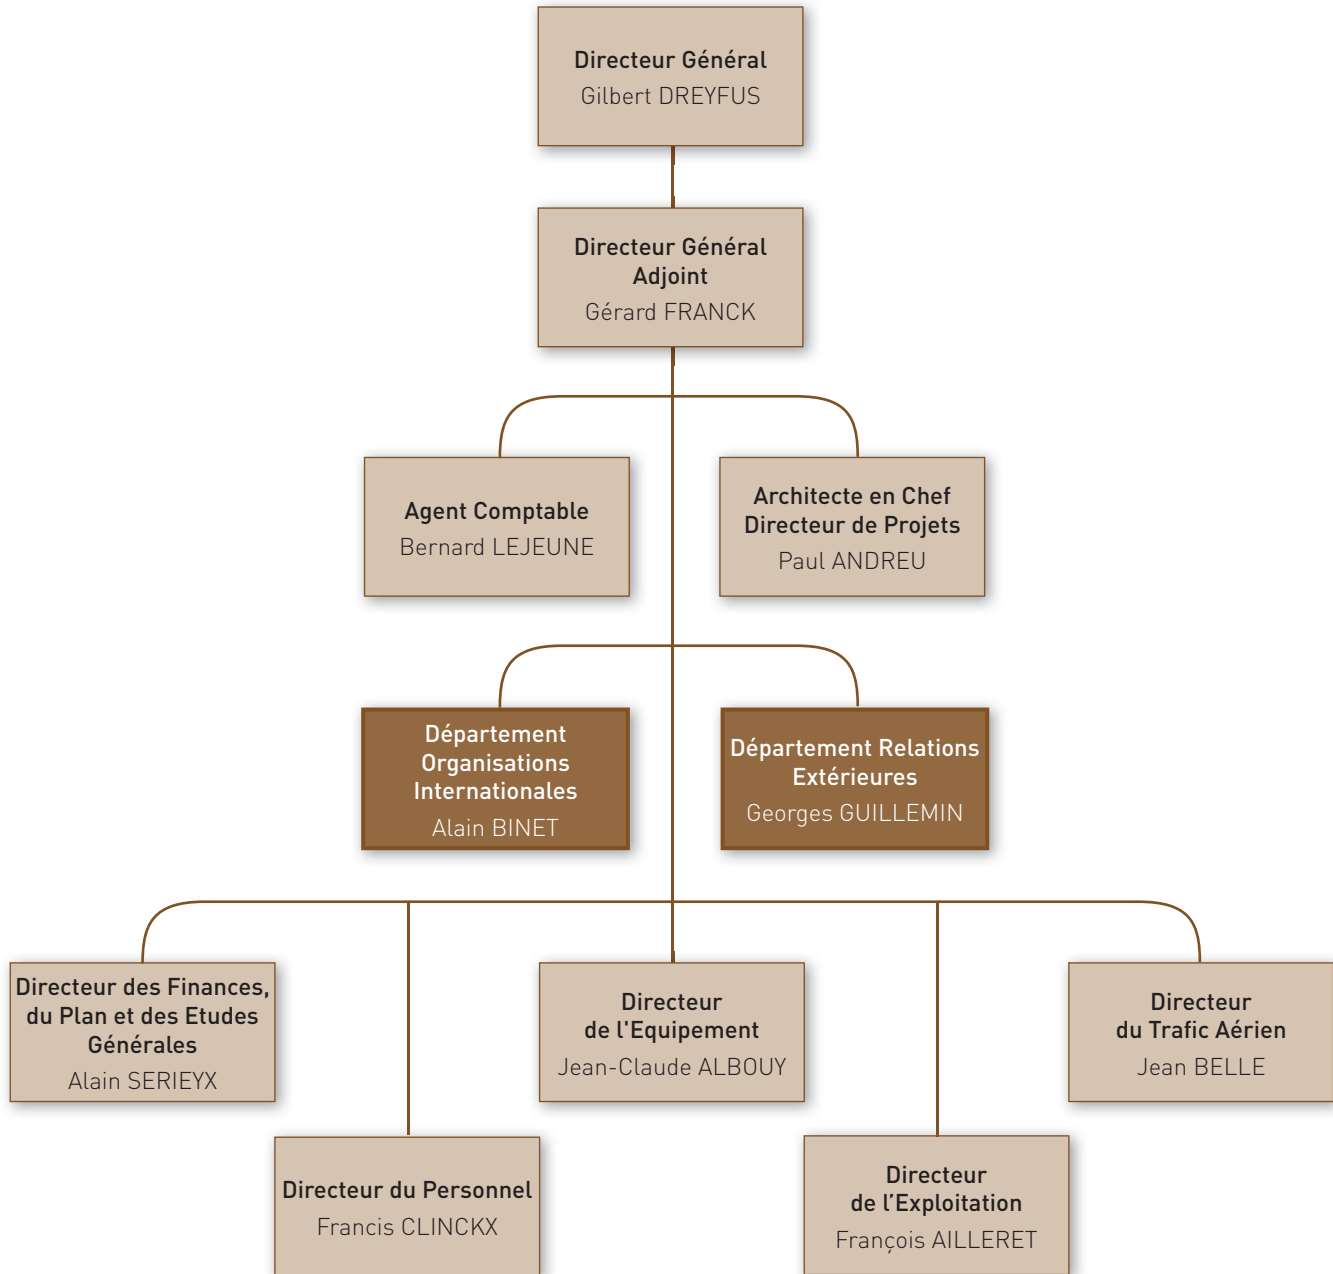 Directeur Général
Gilbert DREYFUS
Directeur Général
Adjoint
Gérard FRANCK
Agent Comptable
Bernard LEJEUNE
Architecte en Chef
Directeur de Projets
Paul ANDREU
Département
Organisations
Internationales
Alain BINET
Département Relations
Extérieures
Georges GUILLEMIN
Directeur des Finances,
du Plan et des Etudes
Générales
Alain SERIEYX
Directeur
de l'Equipement
Jean-Claude ALBOUY
Directeur
du Trafic Aérien
Jean BELLE
Directeur du Personnel
Francis CLINCKX
Directeur
de l’Exploitation
François AILLERET